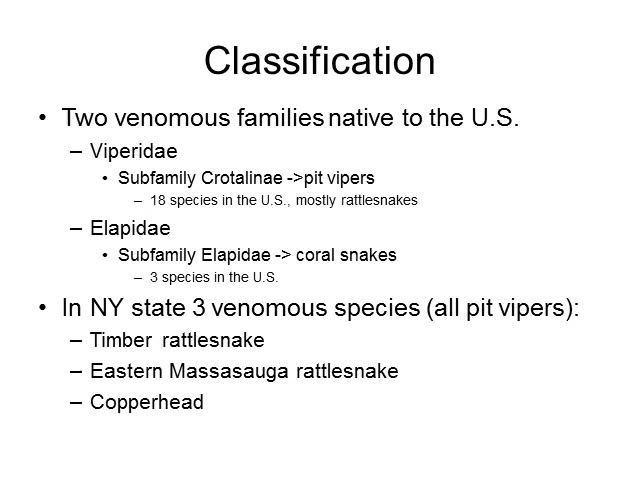 Classification
• Two venomous families native to the U.S.
– Viperidae
• Subfamily Crotalinae ->pit vipers
– 18 species in the U.S., mostly rattlesnakes
– Elapidae
• Subfamily Elapidae -> coral snakes
– 3 species in the U.S.
• In NY state 3 venomous species (all pit vipers):
– Timber rattlesnake
– Eastern Massasauga rattlesnake
– Copperhead